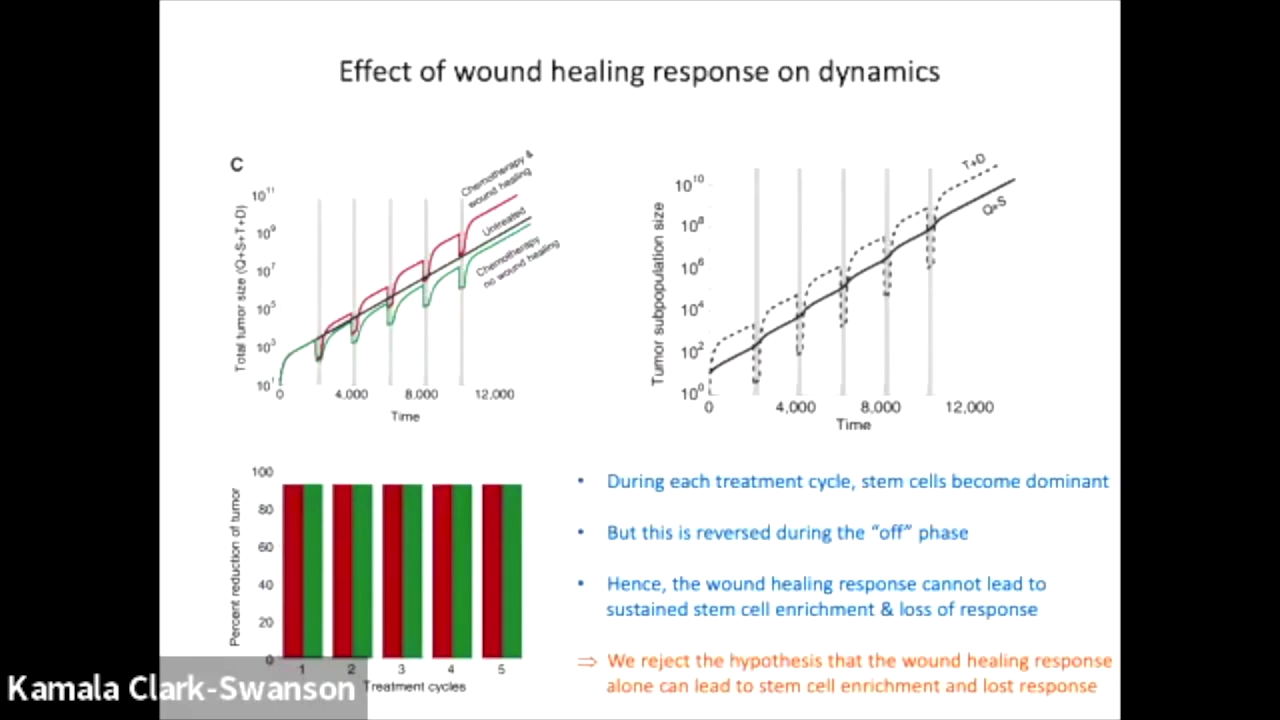 Effect of wound healing response on dynamics
C
Total tumor size (Q+S+T+D)
10¹¹
10⁹
10⁷
10⁵
10³
10¹
0
4,000
8,000
12,000
Time
Chemotherapy &
wound healing
Untreated
Chemotherapy
no wound healing
Tumor subpopulation size
10¹⁰
10⁸
10⁶
10⁴
10²
10⁰
0
4,000
8,000
12,000
Time
T+D
Q+S
Percent reduction of tumor
100
80
60
40
20
0
1
2
3
4
5
Treatment cycles
• During each treatment cycle, stem cells become dominant
• But this is reversed during the “off” phase
• Hence, the wound healing response cannot lead to
sustained stem cell enrichment & loss of response
⇒ We reject the hypothesis that the wound healing response
alone can lead to stem cell enrichment and lost response
Kamala Clark-Swanson